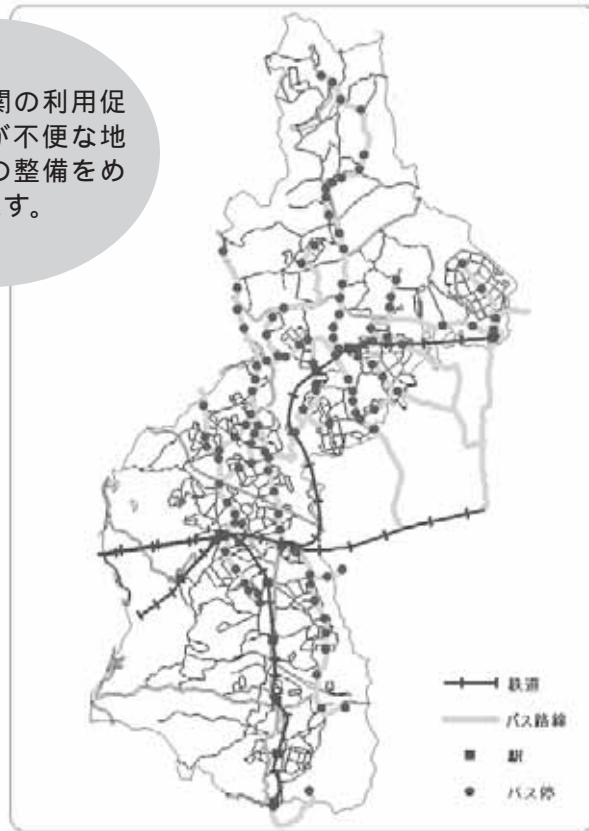 関の利用促
が不便な地
の整備をめ
す。
鉄道
バス路線
駅
バス停